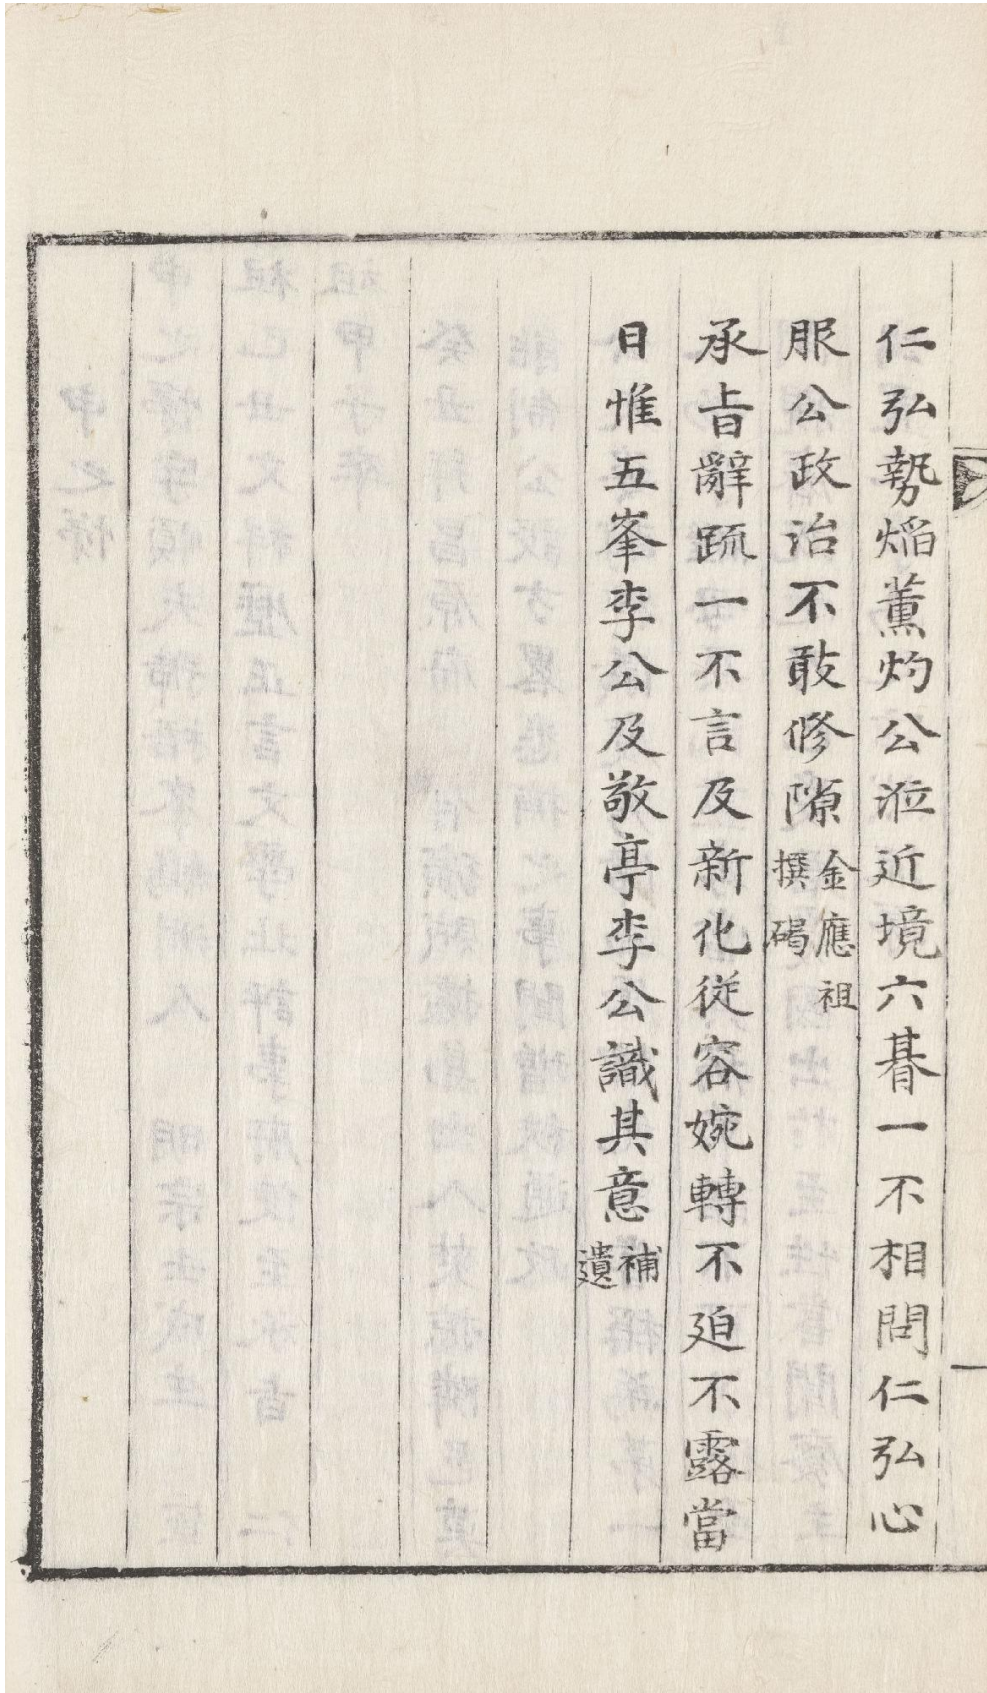 仁弘勢焰薰灼公涖近境六朞一不相問仁弘心
服公政治不敢修隙金應祖撰碣
承旨辭疏一不言及新化從容婉轉不迫不露當
日惟五峯李公及敬亭李公識其意補遺